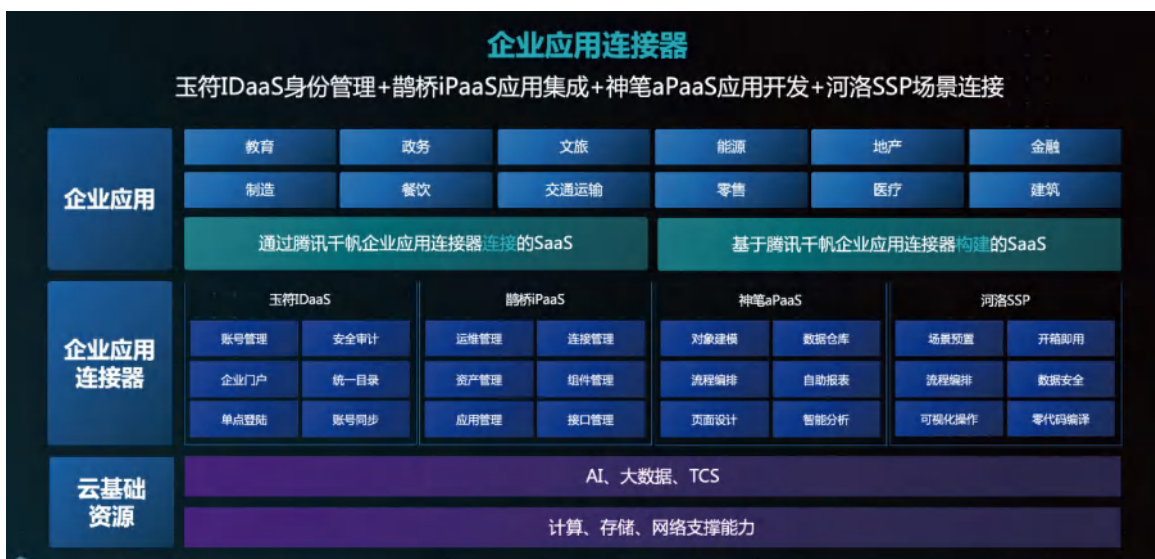 企业应用连接器
玉符IDaaS身份管理+鹊桥iPaaS应用集成+神笔aPaaS应用开发+河洛SSP场景连接
企业应用
教育 政务 文旅 能源 地产 金融
制造 餐饮 交通运输 零售 医疗 建筑
通过腾讯千帆企业应用连接器连接的SaaS 基于腾讯千帆企业应用连接器构建的SaaS
企业应用
连接器
玉符IDaaS 鹊桥iPaaS 神笔aPaaS 河洛SSP
账号管理 安全审计 运维管理 连接管理 对象建模 数据仓库 场景预置 开箱即用
企业门户 统一目录 资产管理 组件管理 流程编排 自助报表 流程编排 数据安全
单点登陆 账号同步 应用管理 接口管理 页面设计 智能分析 可视化操作 零代码编译
云基础
资源
AI、大数据、TCS
计算、存储、网络支撑能力